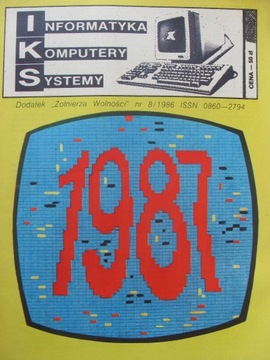 INFORMATYKA
KOMPUTERY
SYSTEMY
CENA — 50 zł
Dodatek „Żołnierza Wolności” nr 8/1986 ISSN 0860—2794
1987